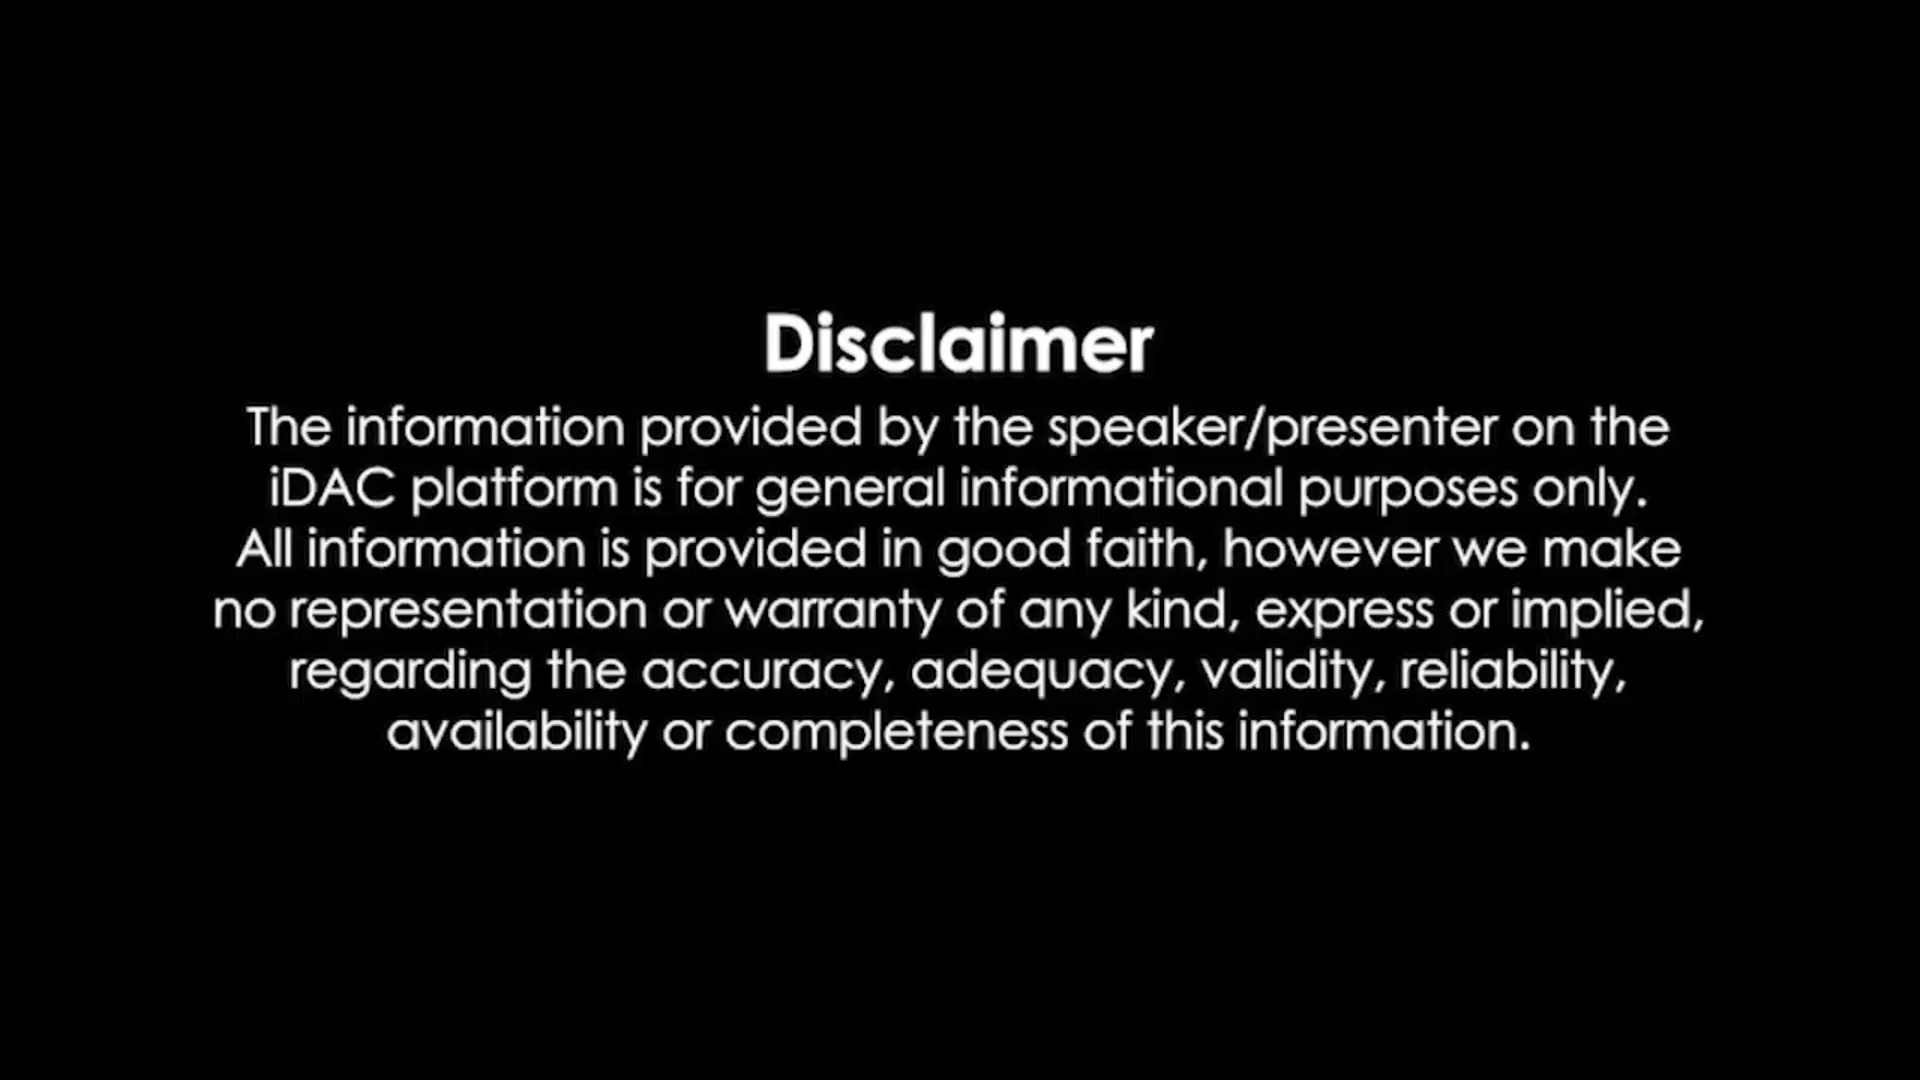 Disclaimer
The information provided by the speaker/presenter on the
iDAC platform is for general informational purposes only.
All information is provided in good faith, however we make
no representation or warranty of any kind, express or implied,
regarding the accuracy, adequacy, validity, reliability,
availability or completeness of this information.